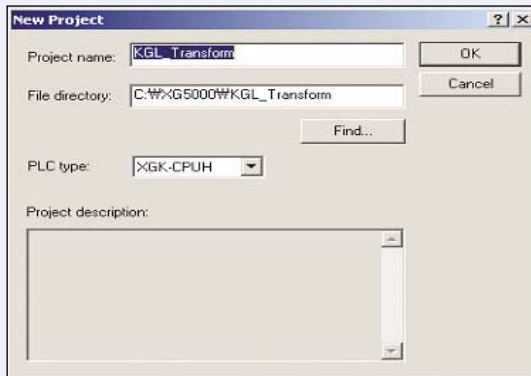 New Project
Project name: KGL_Transform
OK
File directory: C:₩XG5000₩KGL_Transform
Cancel
Find...
PLC type: XGK-CPUH
Project description: